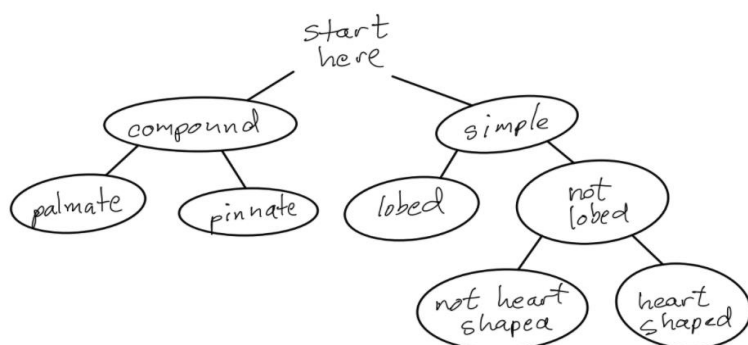 start
here
compound
simple
palmate
pinnate
lobed
not
lobed
not heart
shaped
heart
shaped